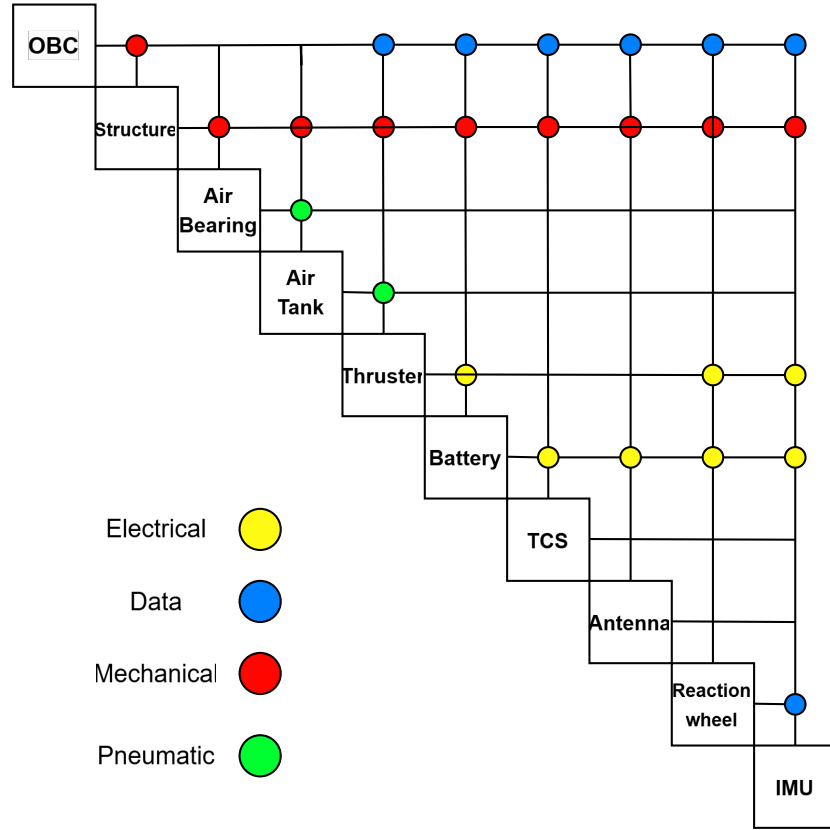 OBC
Structure
Air
Bearing
Air
Tank
Thruster
Battery
TCS
Antenna
Reaction
wheel
IMU
Electrical
Data
Mechanical
Pneumatic